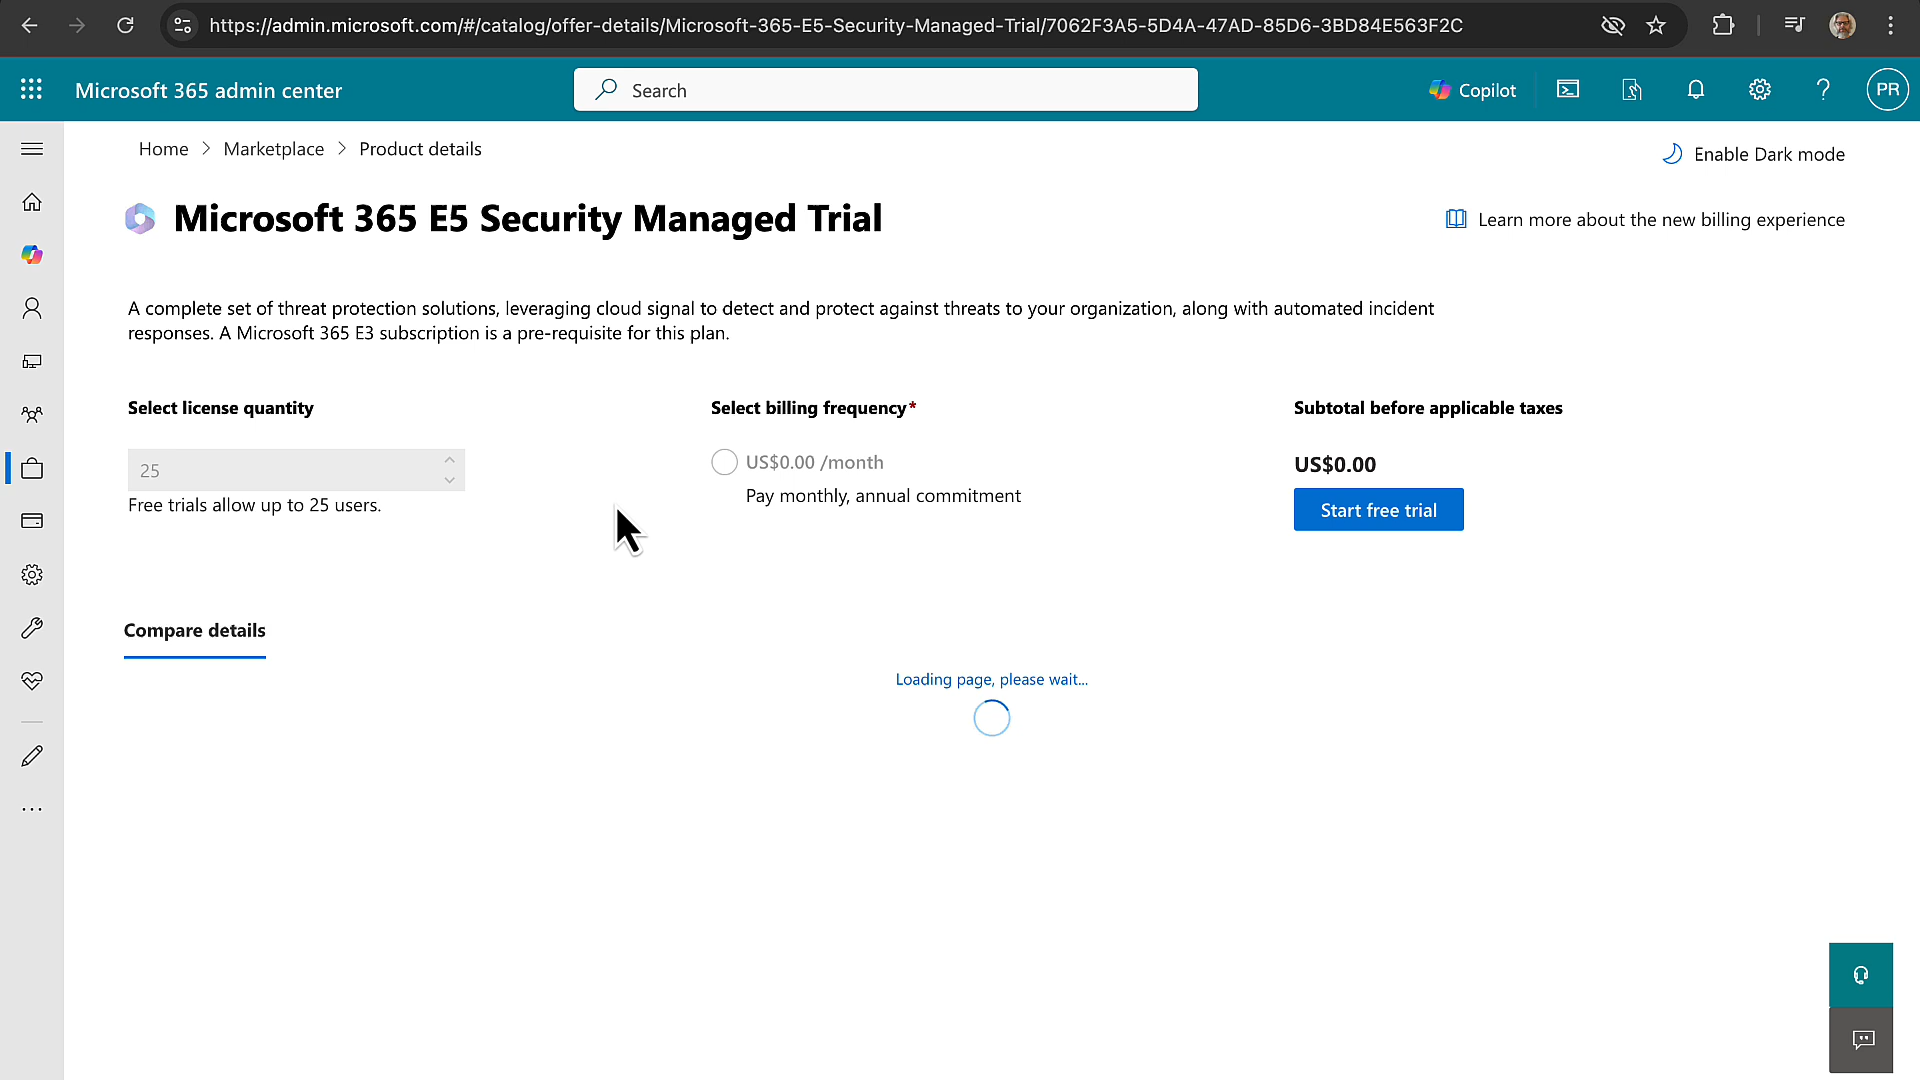 https://admin.microsoft.com/#/catalog/offer-details/Microsoft-365-E5-Security-Managed-Trial/7062F3A5-5D4A-47AD-85D6-3BD84E563F2C
Microsoft 365 admin center
Search
Copilot
PR
Home > Marketplace > Product details
Enable Dark mode
Microsoft 365 E5 Security Managed Trial
Learn more about the new billing experience
A complete set of threat protection solutions, leveraging cloud signal to detect and protect against threats to your organization, along with automated incident
responses. A Microsoft 365 E3 subscription is a pre-requisite for this plan.
Select license quantity
25
Free trials allow up to 25 users.
Select billing frequency*
US$0.00 /month
Pay monthly, annual commitment
Subtotal before applicable taxes
US$0.00
Start free trial
Compare details
Loading page, please wait...